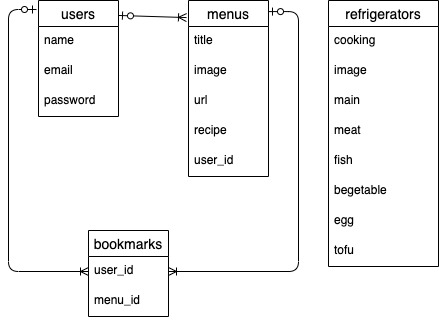 users
name
email
password
menus
title
image
url
recipe
user_id
refrigerators
cooking
image
main
meat
fish
begetable
egg
tofu
bookmarks
user_id
menu_id